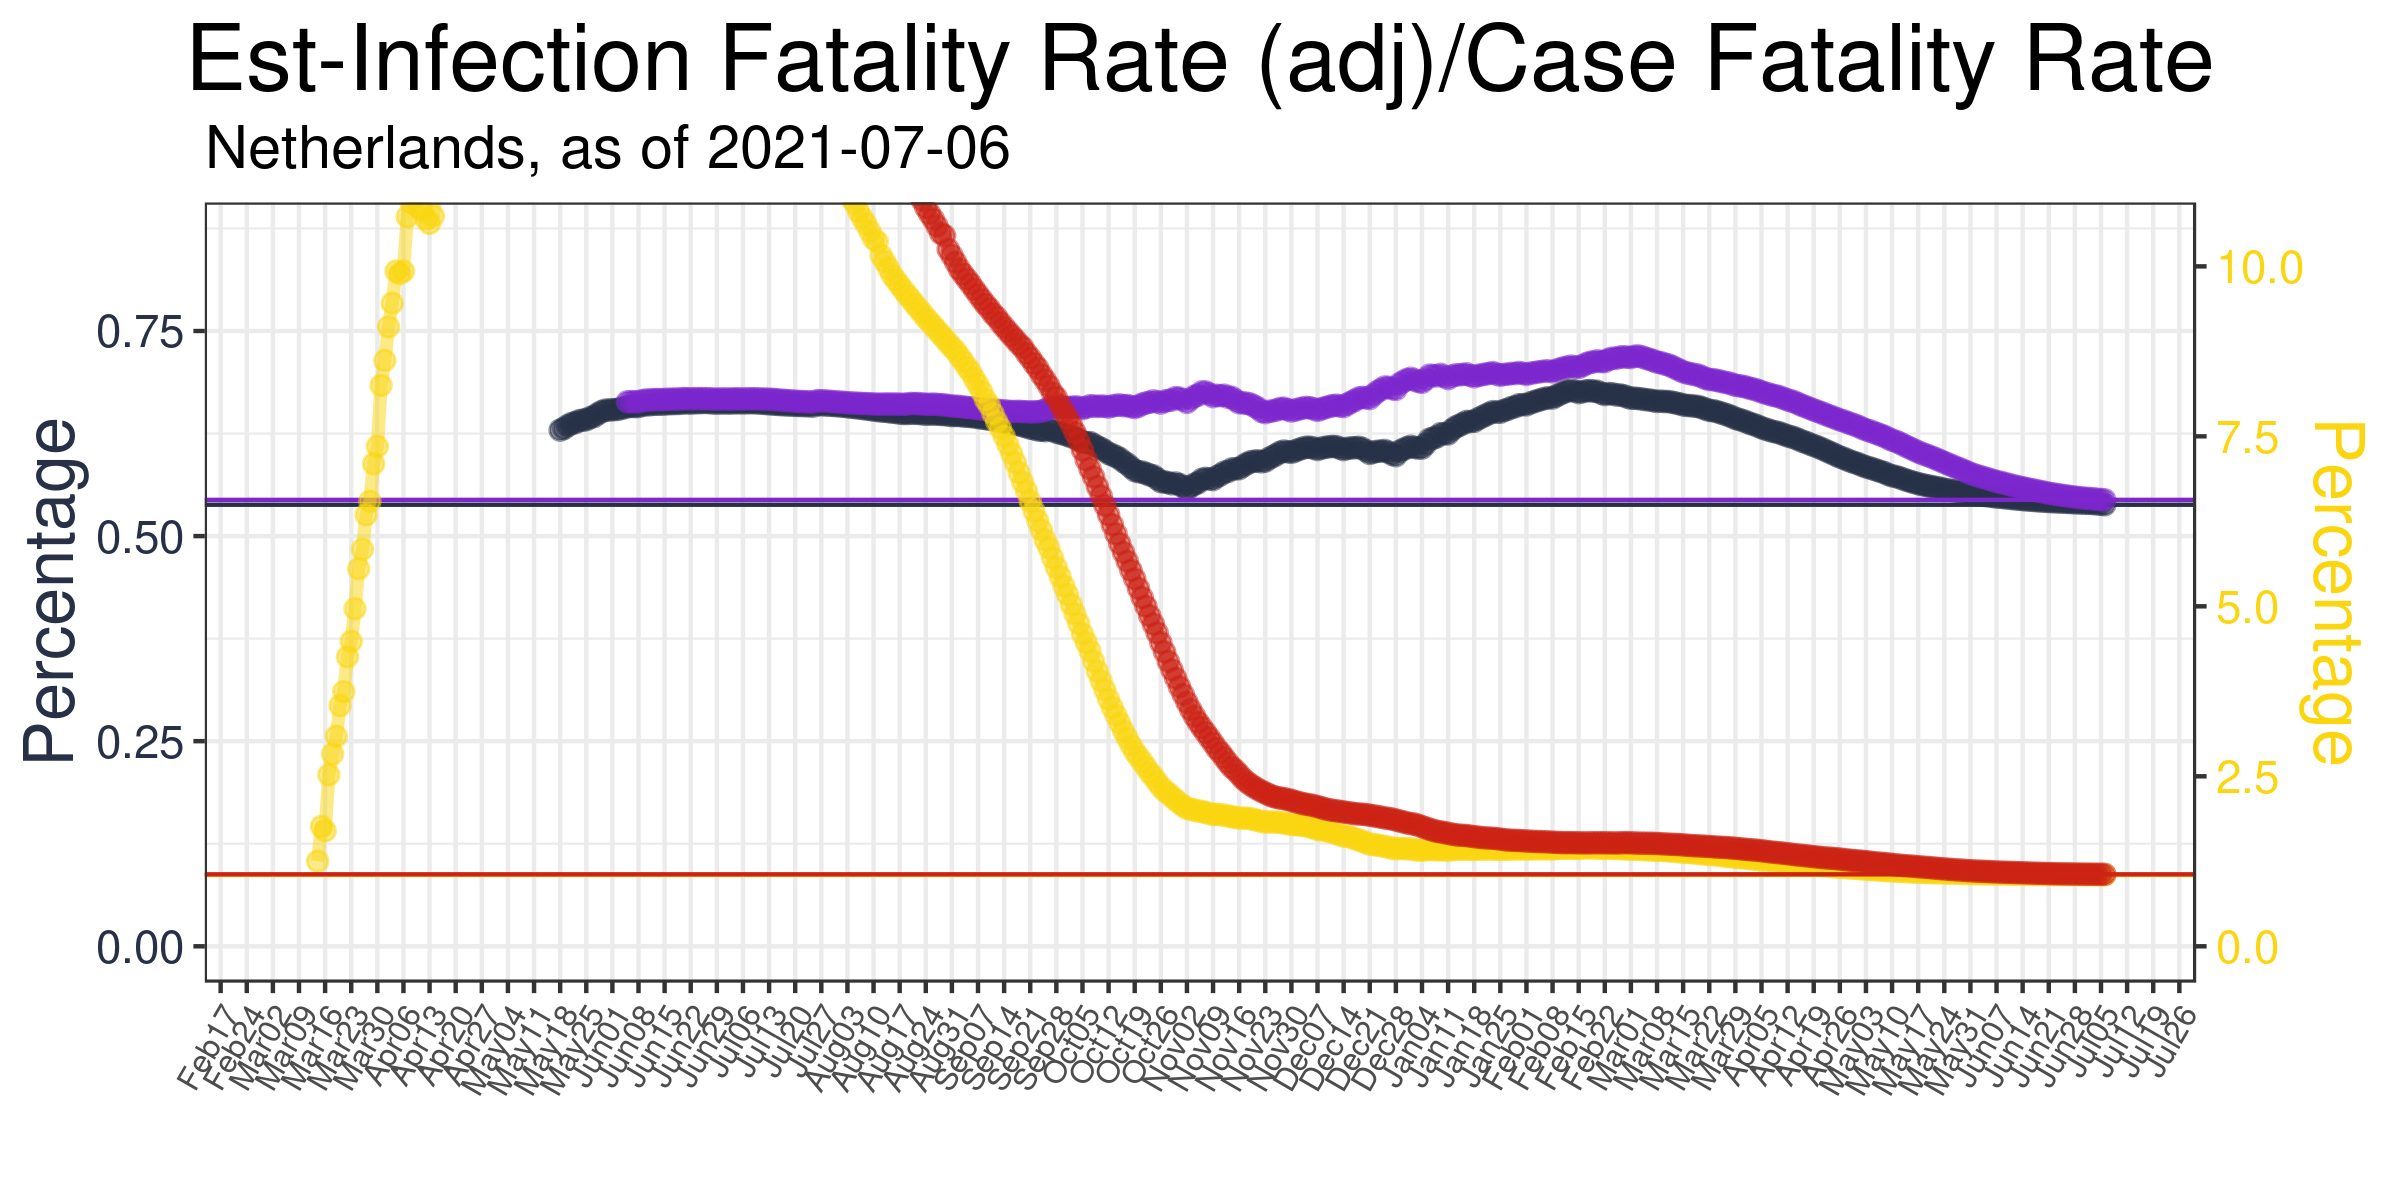 Est-Infection Fatality Rate (adj)/Case Fatality Rate
Netherlands, as of 2021-07-06
Percentage
0.75
0.50
0.25
0.00
10.0
7.5
5.0
2.5
0.0
Percentage
Feb17
Feb24
Mar02
Mar09
Mar16
Mar23
Mar30
Apr06
Apr13
Apr20
Apr27
May04
May11
May18
May25
Jun01
Jun08
Jun15
Jun22
Jun29
Jul06
Jul13
Jul20
Jul27
Aug03
Aug10
Aug17
Aug24
Aug31
Sep07
Sep14
Sep21
Sep28
Oct05
Oct12
Oct19
Oct26
Nov02
Nov09
Nov16
Nov23
Nov30
Dec07
Dec14
Dec21
Dec28
Jan04
Jan11
Jan18
Jan25
Feb01
Feb08
Feb15
Feb22
Mar01
Mar08
Mar15
Mar22
Mar29
Apr05
Apr12
Apr19
Apr26
May03
May10
May17
May24
May31
Jun07
Jun14
Jun21
Jun28
Jul05
Jul12
Jul19
Jul26